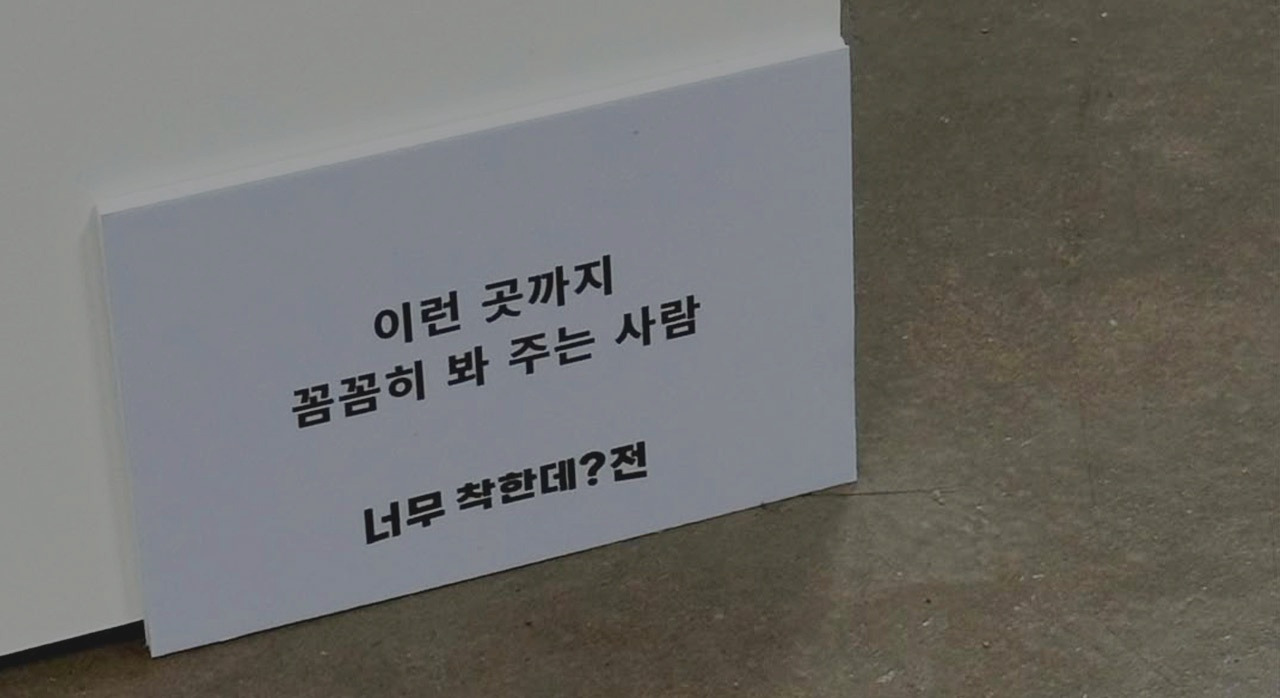 이런 곳까지
꼼꼼히 봐 주는 사람
너무 착한데?전